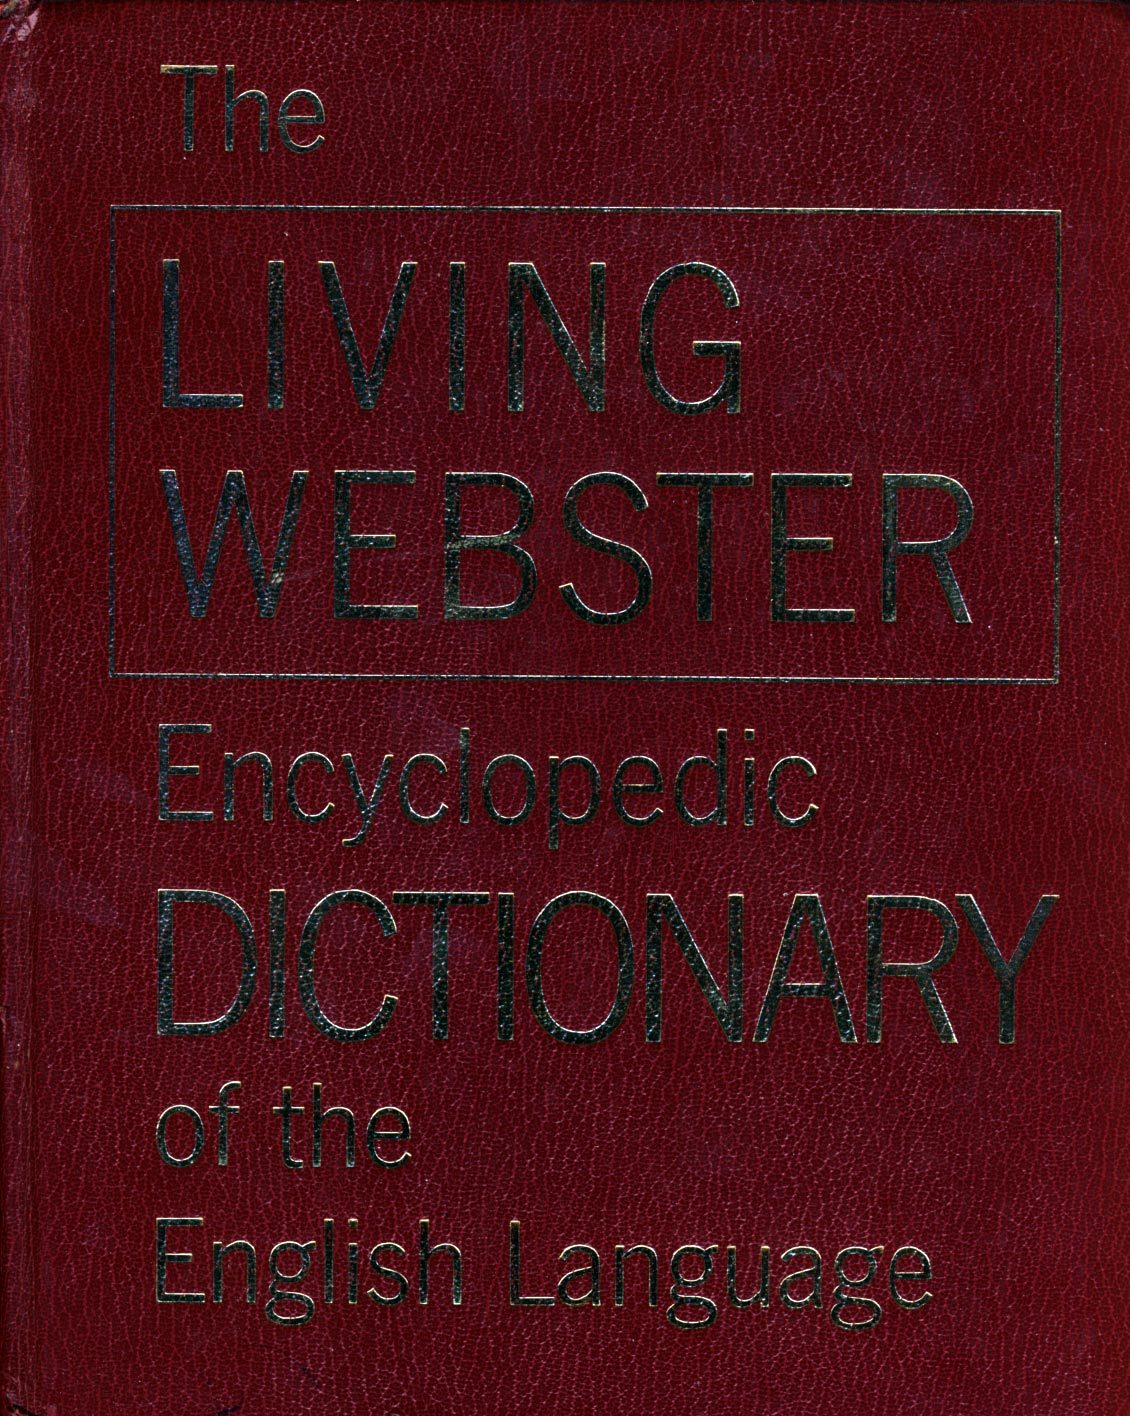 The
LIVING
WEBSTER
Encyclopedic
DICTIONARY
of the
English Language